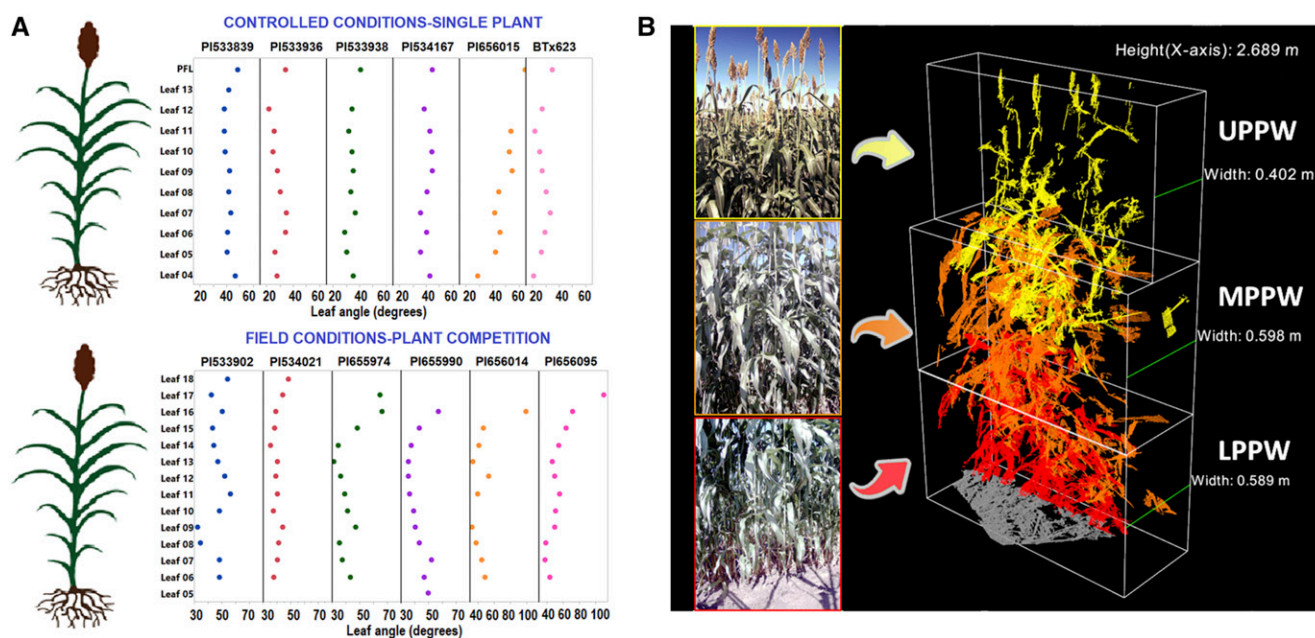 A
CONTROLLED CONDITIONS-SINGLE PLANT
PI533839 PI533936 PI533938 PI534167 PI656015 BTx623
PFL
Leaf 13
Leaf 12
Leaf 11
Leaf 10
Leaf 09
Leaf 08
Leaf 07
Leaf 06
Leaf 05
Leaf 04
20 40 60 20 40 60 20 40 60 20 40 60 20 40 60 20 40 60
Leaf angle (degrees)
FIELD CONDITIONS-PLANT COMPETITION
PI533902 PI534021 PI655974 PI655990 PI656014 PI656095
Leaf 18
Leaf 17
Leaf 16
Leaf 15
Leaf 14
Leaf 13
Leaf 12
Leaf 11
Leaf 10
Leaf 09
Leaf 08
Leaf 07
Leaf 06
Leaf 05
30 50 70 30 50 70 30 50 70 30 50 70 40 60 80 40 60 80 100
Leaf angle (degrees)
B
Height(X-axis): 2.689 m
UPPW
Width: 0.402 m
MPPW
Width: 0.598 m
LPPW
Width: 0.589 m